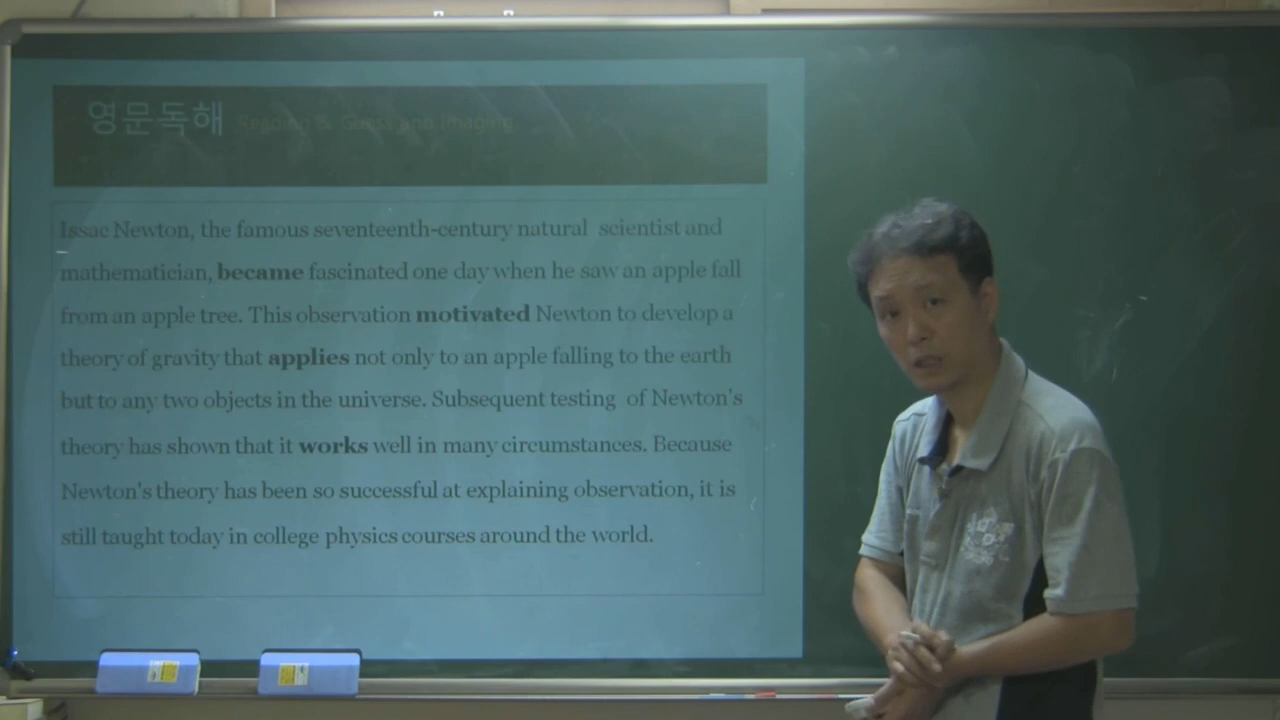 영문독해 Reading & Guess and Imaging
Issac Newton, the famous seventeenth-century natural scientist and
mathematician, became fascinated one day when he saw an apple fall
from an apple tree. This observation motivated Newton to develop a
theory of gravity that applies not only to an apple falling to the earth
but to any two objects in the universe. Subsequent testing of Newton's
theory has shown that it works well in many circumstances. Because
Newton's theory has been so successful at explaining observation, it is
still taught today in college physics courses around the world.